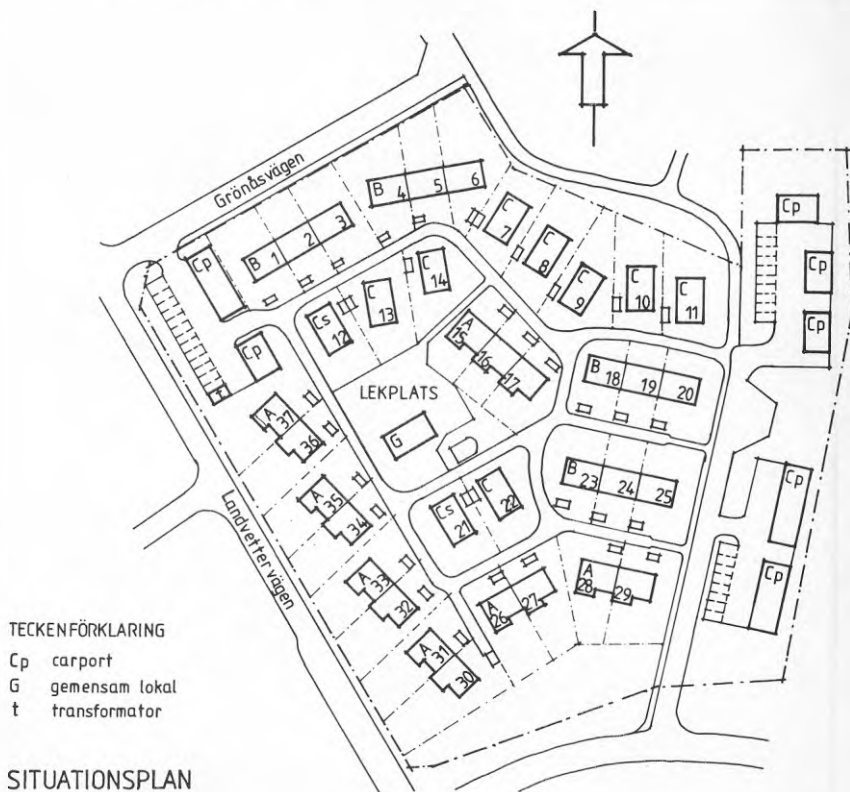 Grönåsvägen
B 1 2 3
B 4 5 6
C 7
C 8
C 9
C 10
C 11
Cp
Cp
Cp
Cp
Cp
Cs 12
C 13
C 14
A 15 16 17
B 18 19 20
LEKPLATS
G
t
A 37 36
A 35 34
A 33 32
A 31 30
Cs 21
C 22
B 23 24 25
Cp
Cp
A 26 27
A 28 29
Landvettervägen
TECKENFÖRKLARING
Cp carport
G gemensam lokal
t transformator
SITUATIONSPLAN